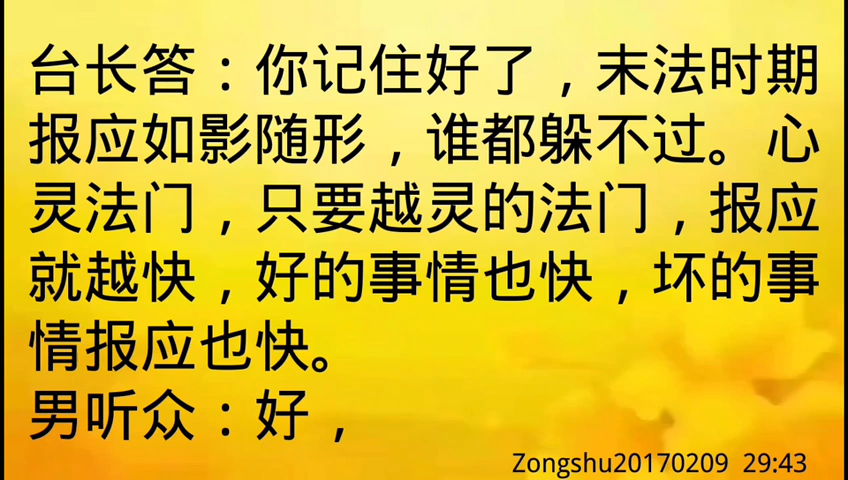 台长答：你记住好了，末法时期
报应如影随形，谁都躲不过。心
灵法门，只要越灵的法门，报应
就越快，好的事情也快，坏的事
情报应也快。
男听众：好，
Zongshu20170209 29:43